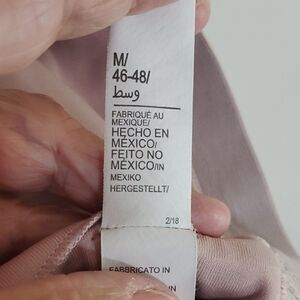 M/
46-48/
وسط
FABRIQUÉ AU
MEXIQUE/
HECHO EN
MÉXICO/
FEITO NO
MÉXICO/IN
MEXIKO
HERGESTELLT/
2/18
FABBRICATO IN